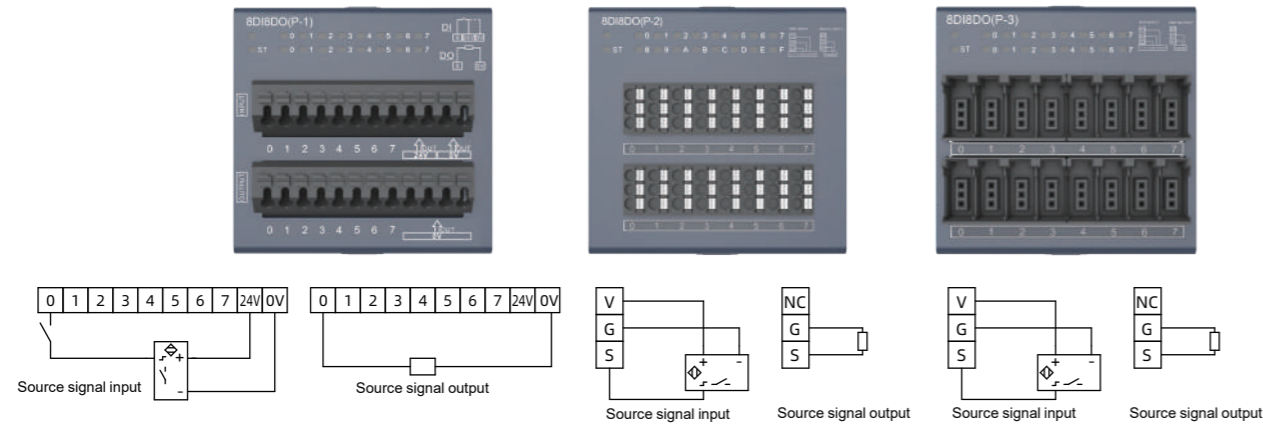 8DI8DO(P-1)
DI
0 1 2 3 4 5 6 7
ST 0 1 2 3 4 5 6 7
DO
0 1 2 3 4 5 6 7
24V 0V
0 1 2 3 4 5 6 7
0V
8DI8DO(P-2)
0 1 2 3 4 5 6 7
ST 8 9 A B C D E F
0 1 2 3 4 5 6 7
0 1 2 3 4 5 6 7
8DI8DO(P-3)
0 1 2 3 4 5 6 7
ST 0 1 2 3 4 5 6 7
0 1 2 3 4 5 6 7
0 1 2 3 4 5 6 7
0 1 2 3 4 5 6 7 24V 0V
+
-
Source signal input
0 1 2 3 4 5 6 7 24V 0V
Source signal output
V
G
S
+ -
Source signal input
NC
G
S
Source signal output
V
G
S
+ -
Source signal input
NC
G
S
Source signal output